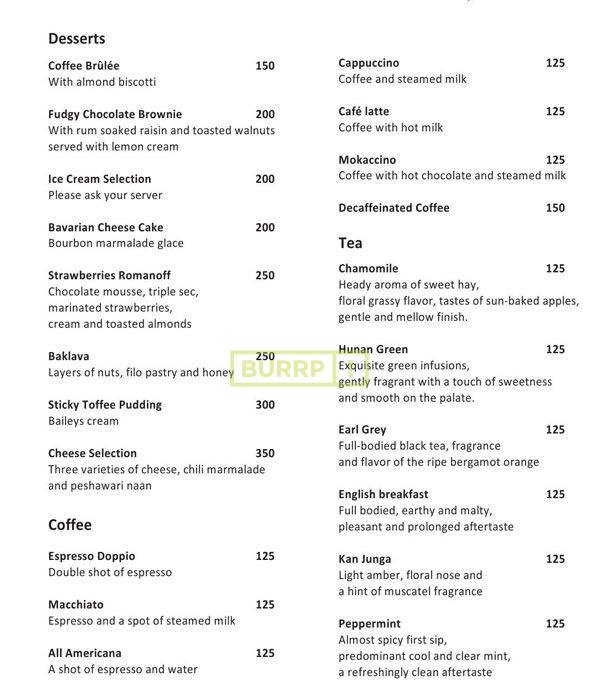 Desserts
Coffee Brûlée 150
With almond biscotti
Fudgy Chocolate Brownie 200
With rum soaked raisin and toasted walnuts
served with lemon cream
Ice Cream Selection 200
Please ask your server
Bavarian Cheese Cake 200
Bourbon marmalade glace
Strawberries Romanoff 250
Chocolate mousse, triple sec,
marinated strawberries,
cream and toasted almonds
Baklava 250
Layers of nuts, filo pastry and honey
Sticky Toffee Pudding 300
Baileys cream
Cheese Selection 350
Three varieties of cheese, chili marmalade
and peshawari naan
Coffee
Espresso Doppio 125
Double shot of espresso
Macchiato 125
Espresso and a spot of steamed milk
All Americana 125
A shot of espresso and water
Cappuccino 125
Coffee and steamed milk
Café latte 125
Coffee with hot milk
Mokaccino 125
Coffee with hot chocolate and steamed milk
Decaffeinated Coffee 150
Tea
Chamomile 125
Heady aroma of sweet hay,
floral grassy flavor, tastes of sun-baked apples,
gentle and mellow finish.
Hunan Green 125
Exquisite green infusions,
gently fragrant with a touch of sweetness
and smooth on the palate.
Earl Grey 125
Full-bodied black tea, fragrance
and flavor of the ripe bergamot orange
English breakfast 125
Full bodied, earthy and malty,
pleasant and prolonged aftertaste
Kan Junga 125
Light amber, floral nose and
a hint of muscatel fragrance
Peppermint 125
Almost spicy first sip,
predominant cool and clear mint,
a refreshingly clean aftertaste
BURRP